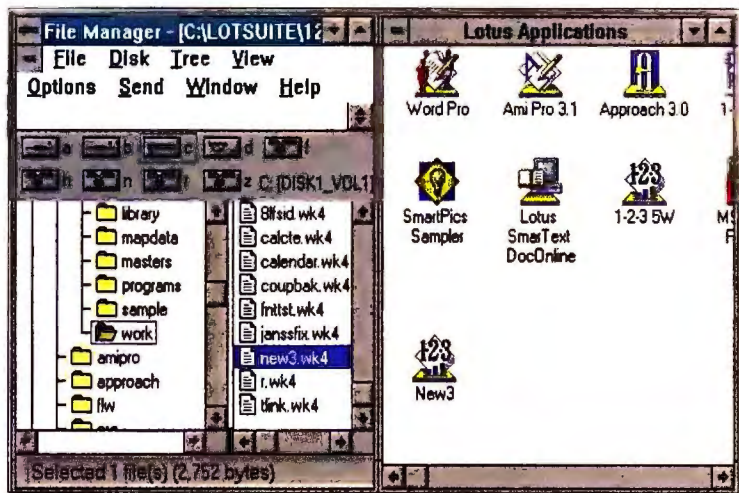 File Manager - [C:\LOTSUITE\12
File Disk Tree View
Options Send Window Help
a b c d f
h n r z C: [DISK1_VOL1]
library
mapdata
masters
programs
sample
work
amipro
approach
flw
8ffsid.wk4
calcte.wk4
calendar.wk4
coupbak.wk4
fnttst.wk4
janssfix.wk4
new3.wk4
r.wk4
tlink.wk4
Selected 1 file(s) (2,752 bytes)
Lotus Applications
Word Pro
Ami Pro 3.1
Approach 3.0
1-
SmartPics
Sampler
Lotus
SmarText
DocOnline
1-2-3 5W
MS
F
New3